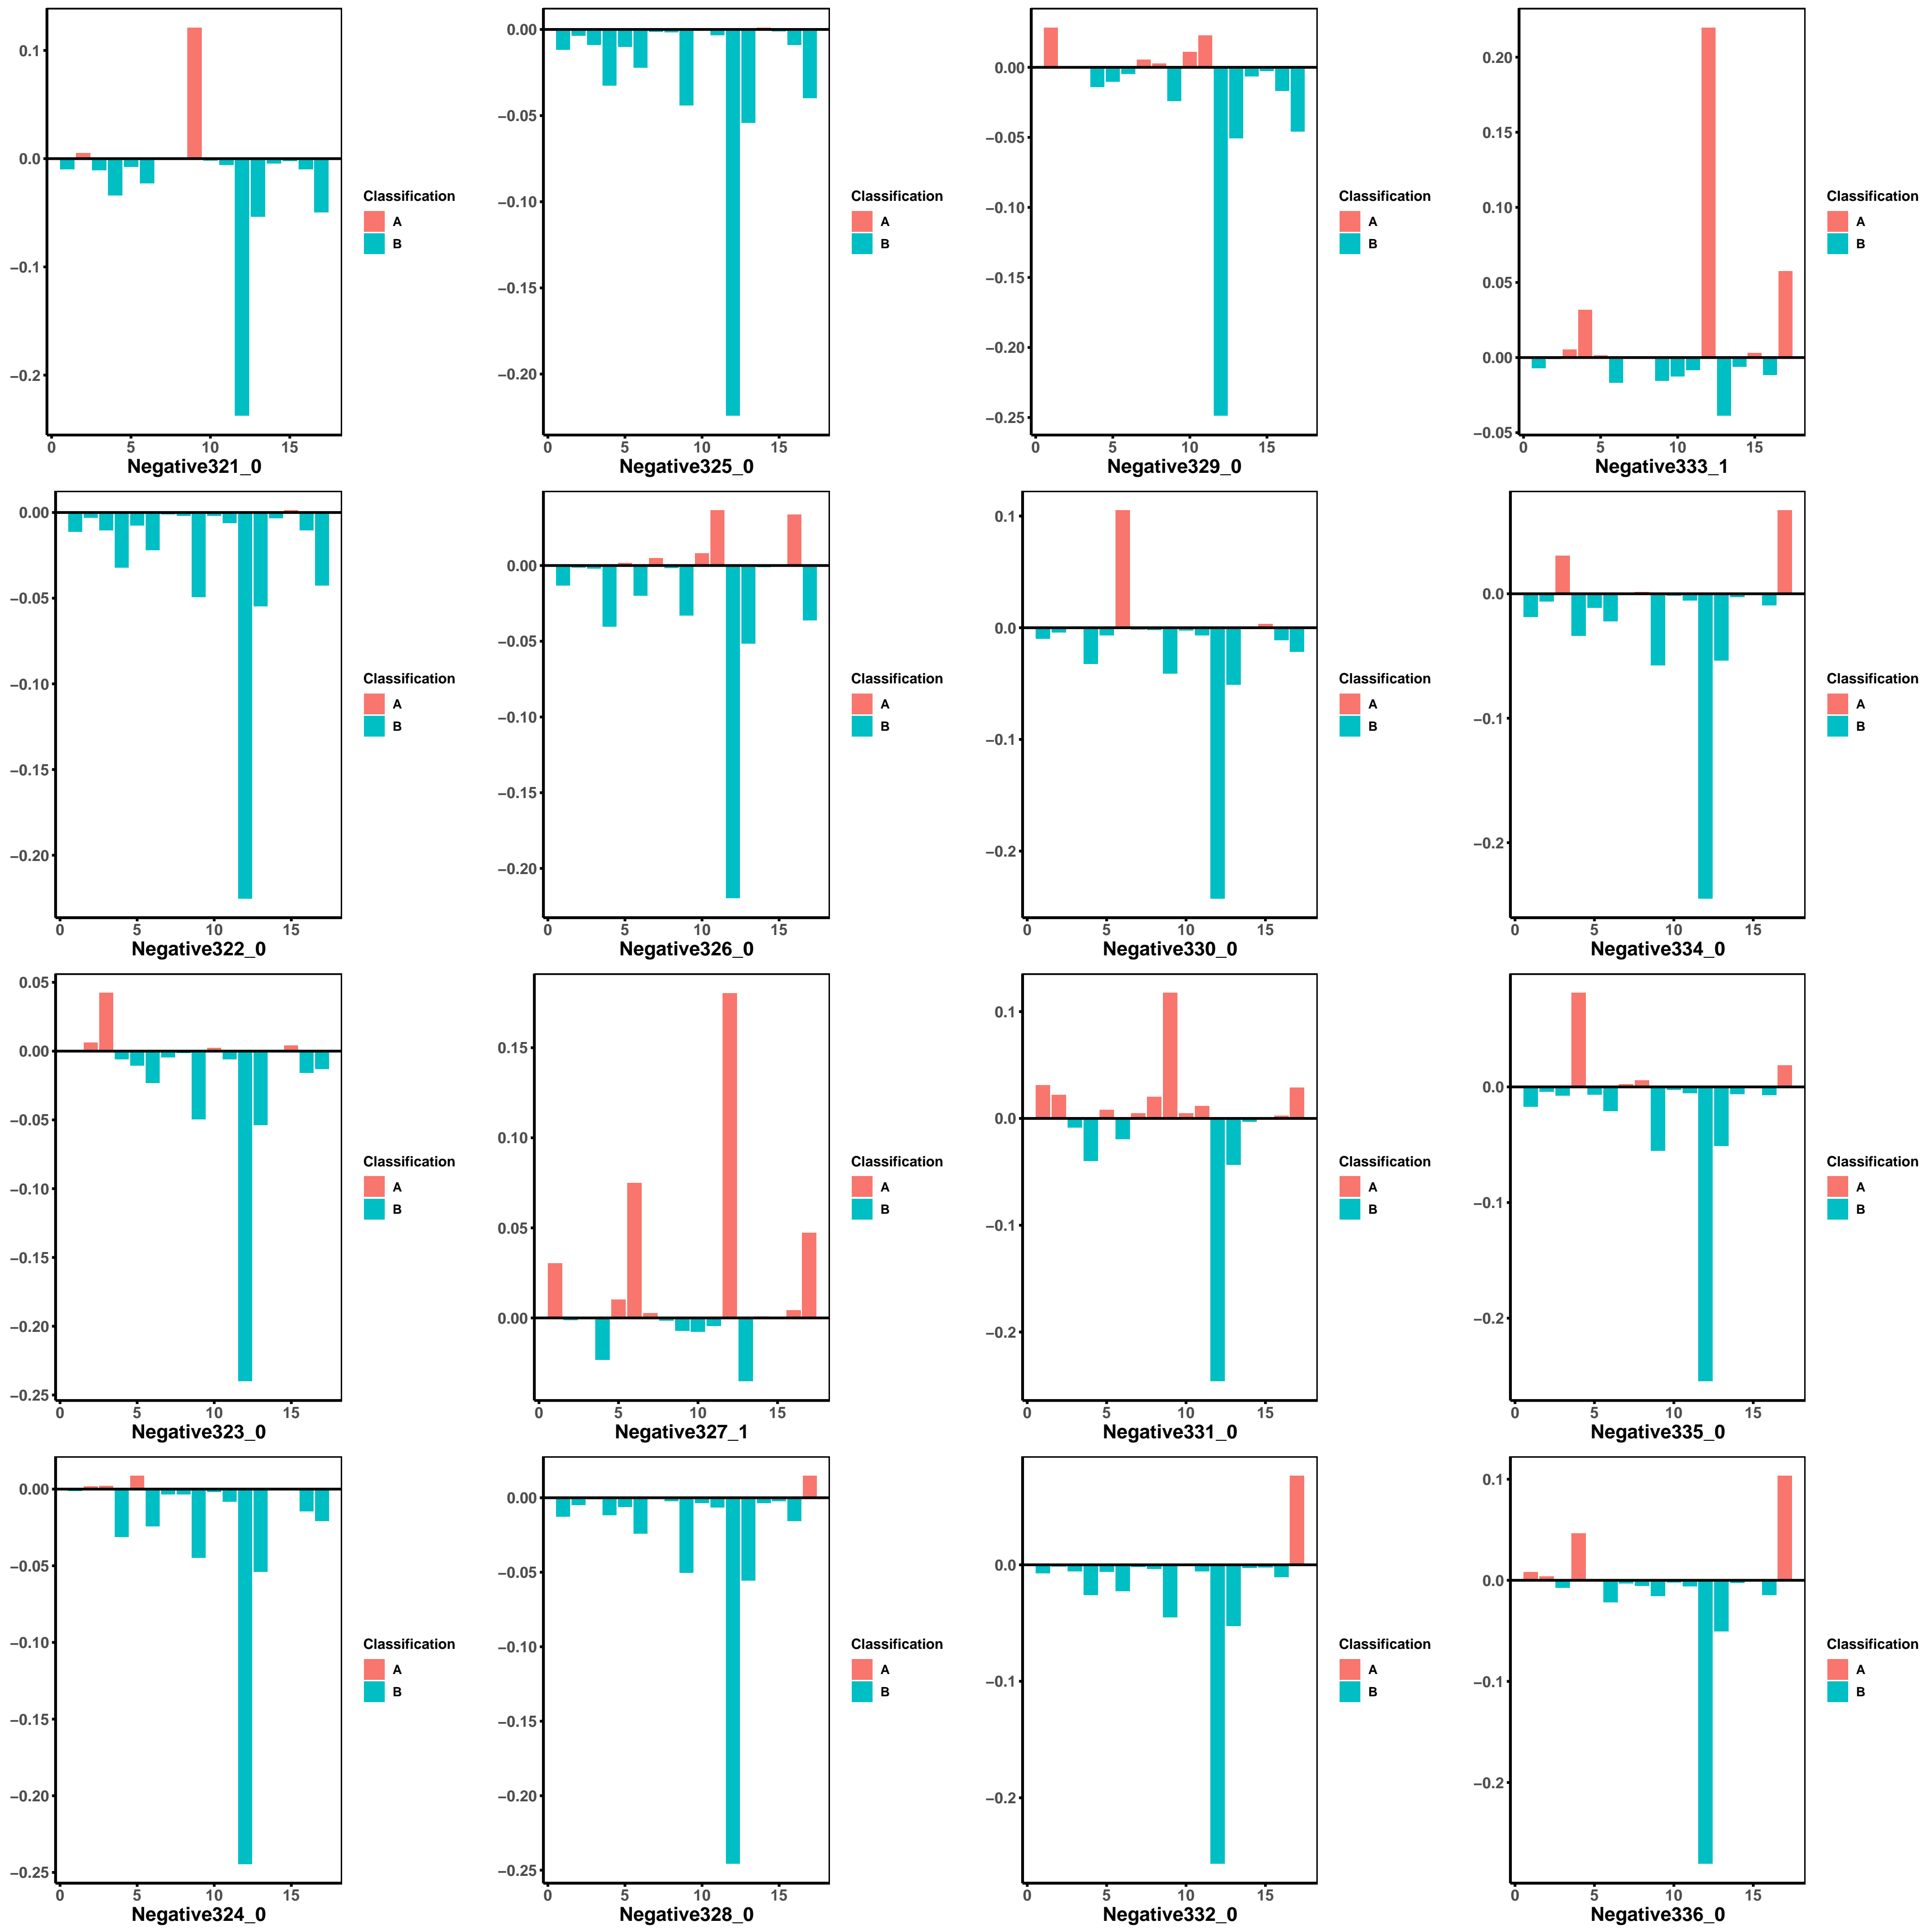 0.1
0.0
−0.1
−0.2
0 5 10 15
Negative321_0
Classification
A
B
0.00
−0.05
−0.10
−0.15
−0.20
0 5 10 15
Negative325_0
Classification
A
B
0.00
−0.05
−0.10
−0.15
−0.20
−0.25
0 5 10 15
Negative329_0
Classification
A
B
0.20
0.15
0.10
0.05
0.00
−0.05
0 5 10 15
Negative333_1
Classification
A
B
0.00
−0.05
−0.10
−0.15
−0.20
0 5 10 15
Negative322_0
Classification
A
B
0.00
−0.05
−0.10
−0.15
−0.20
0 5 10 15
Negative326_0
Classification
A
B
0.1
0.0
−0.1
−0.2
0 5 10 15
Negative330_0
Classification
A
B
0.0
−0.1
−0.2
0 5 10 15
Negative334_0
Classification
A
B
0.05
0.00
−0.05
−0.10
−0.15
−0.20
−0.25
0 5 10 15
Negative323_0
Classification
A
B
0.15
0.10
0.05
0.00
0 5 10 15
Negative327_1
Classification
A
B
0.1
0.0
−0.1
−0.2
0 5 10 15
Negative331_0
Classification
A
B
0.0
−0.1
−0.2
0 5 10 15
Negative335_0
Classification
A
B
0.00
−0.05
−0.10
−0.15
−0.20
−0.25
0 5 10 15
Negative324_0
Classification
A
B
0.00
−0.05
−0.10
−0.15
−0.20
−0.25
0 5 10 15
Negative328_0
Classification
A
B
0.0
−0.1
−0.2
0 5 10 15
Negative332_0
Classification
A
B
0.1
0.0
−0.1
−0.2
0 5 10 15
Negative336_0
Classification
A
B